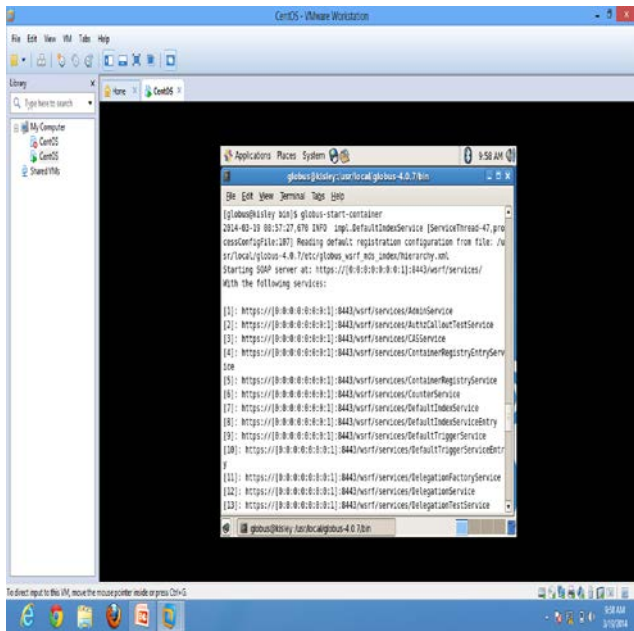 CentOS - VMware Workstation
File Edit View VM Tabs Help
Library
Type here to search
My Computer
CentOS
CentOS
Shared VMs
Home
CentOS
Applications Places System
9:58 AM
globus@kisley:/usr/local/globus-4.0.7/bin
File Edit View Terminal Tabs Help
[globus@kisley bin]$ globus-start-container
2014-03-19 09:57:27,670 INFO impl.DefaultIndexService [ServiceThread-47,pro
cessConfigFile:107] Reading default registration configuration from file: /u
sr/local/globus-4.0.7/etc/globus_wsrf_mds_index/hierarchy.xml
Starting SOAP server at: https://[0:0:0:0:0:0:0:1]:8443/wsrf/services/
With the following services:
[1]: https://[0:0:0:0:0:0:0:1]:8443/wsrf/services/AdminService
[2]: https://[0:0:0:0:0:0:0:1]:8443/wsrf/services/AuthzCalloutTestService
[3]: https://[0:0:0:0:0:0:0:1]:8443/wsrf/services/CASService
[4]: https://[0:0:0:0:0:0:0:1]:8443/wsrf/services/ContainerRegistryEntryServ
ice
[5]: https://[0:0:0:0:0:0:0:1]:8443/wsrf/services/ContainerRegistryService
[6]: https://[0:0:0:0:0:0:0:1]:8443/wsrf/services/CounterService
[7]: https://[0:0:0:0:0:0:0:1]:8443/wsrf/services/DefaultIndexService
[8]: https://[0:0:0:0:0:0:0:1]:8443/wsrf/services/DefaultIndexServiceEntry
[9]: https://[0:0:0:0:0:0:0:1]:8443/wsrf/services/DefaultTriggerService
[10]: https://[0:0:0:0:0:0:0:1]:8443/wsrf/services/DefaultTriggerServiceEntr
y
[11]: https://[0:0:0:0:0:0:0:1]:8443/wsrf/services/DelegationFactoryService
[12]: https://[0:0:0:0:0:0:0:1]:8443/wsrf/services/DelegationService
[13]: https://[0:0:0:0:0:0:0:1]:8443/wsrf/services/DelegationTestService
globus@kisley:/usr/local/globus-4.0.7/bin
To direct input to this VM, move the mouse pointer inside or press Ctrl+G.
9:58 AM
3/19/2014